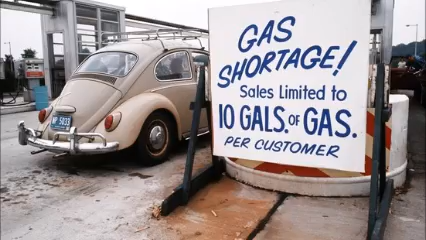 GAS
SHORTAGE!
Sales Limited to
10 GALS. OF GAS.
PER CUSTOMER